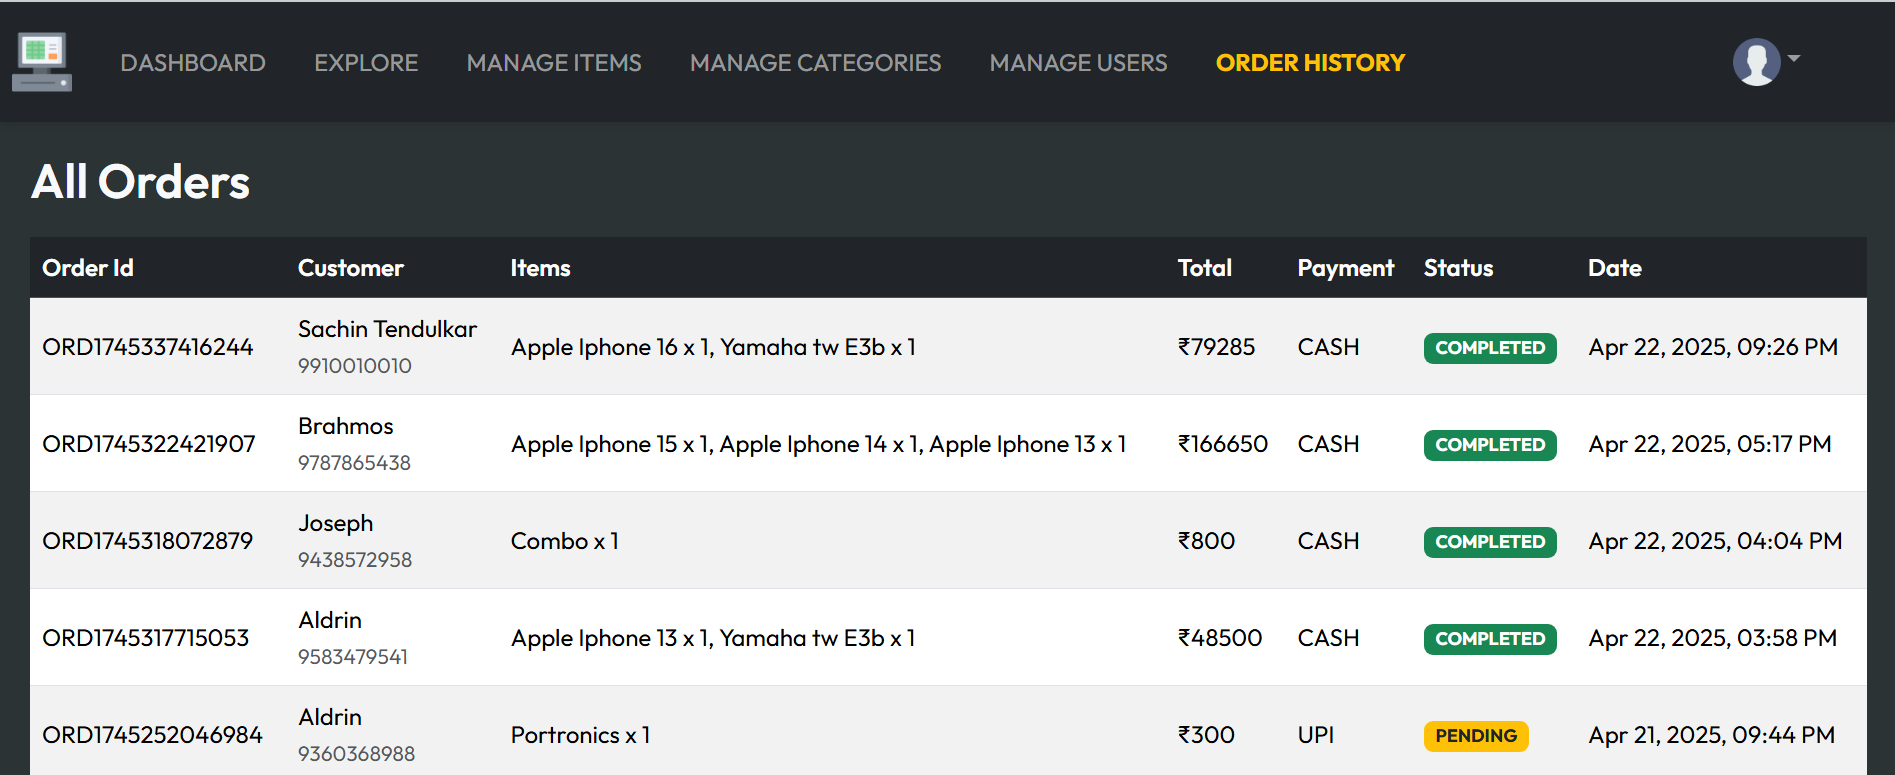 DASHBOARD EXPLORE MANAGE ITEMS MANAGE CATEGORIES MANAGE USERS ORDER HISTORY
All Orders
Order Id Customer Items Total Payment Status Date
ORD1745337416244 Sachin Tendulkar 9910010010 Apple Iphone 16 x 1, Yamaha tw E3b x 1 ₹79285 CASH COMPLETED Apr 22, 2025, 09:26 PM
ORD1745322421907 Brahmos 9787865438 Apple Iphone 15 x 1, Apple Iphone 14 x 1, Apple Iphone 13 x 1 ₹166650 CASH COMPLETED Apr 22, 2025, 05:17 PM
ORD1745318072879 Joseph 9438572958 Combo x 1 ₹800 CASH COMPLETED Apr 22, 2025, 04:04 PM
ORD1745317715053 Aldrin 9583479541 Apple Iphone 13 x 1, Yamaha tw E3b x 1 ₹48500 CASH COMPLETED Apr 22, 2025, 03:58 PM
ORD1745252046984 Aldrin 9360368988 Portronics x 1 ₹300 UPI PENDING Apr 21, 2025, 09:44 PM